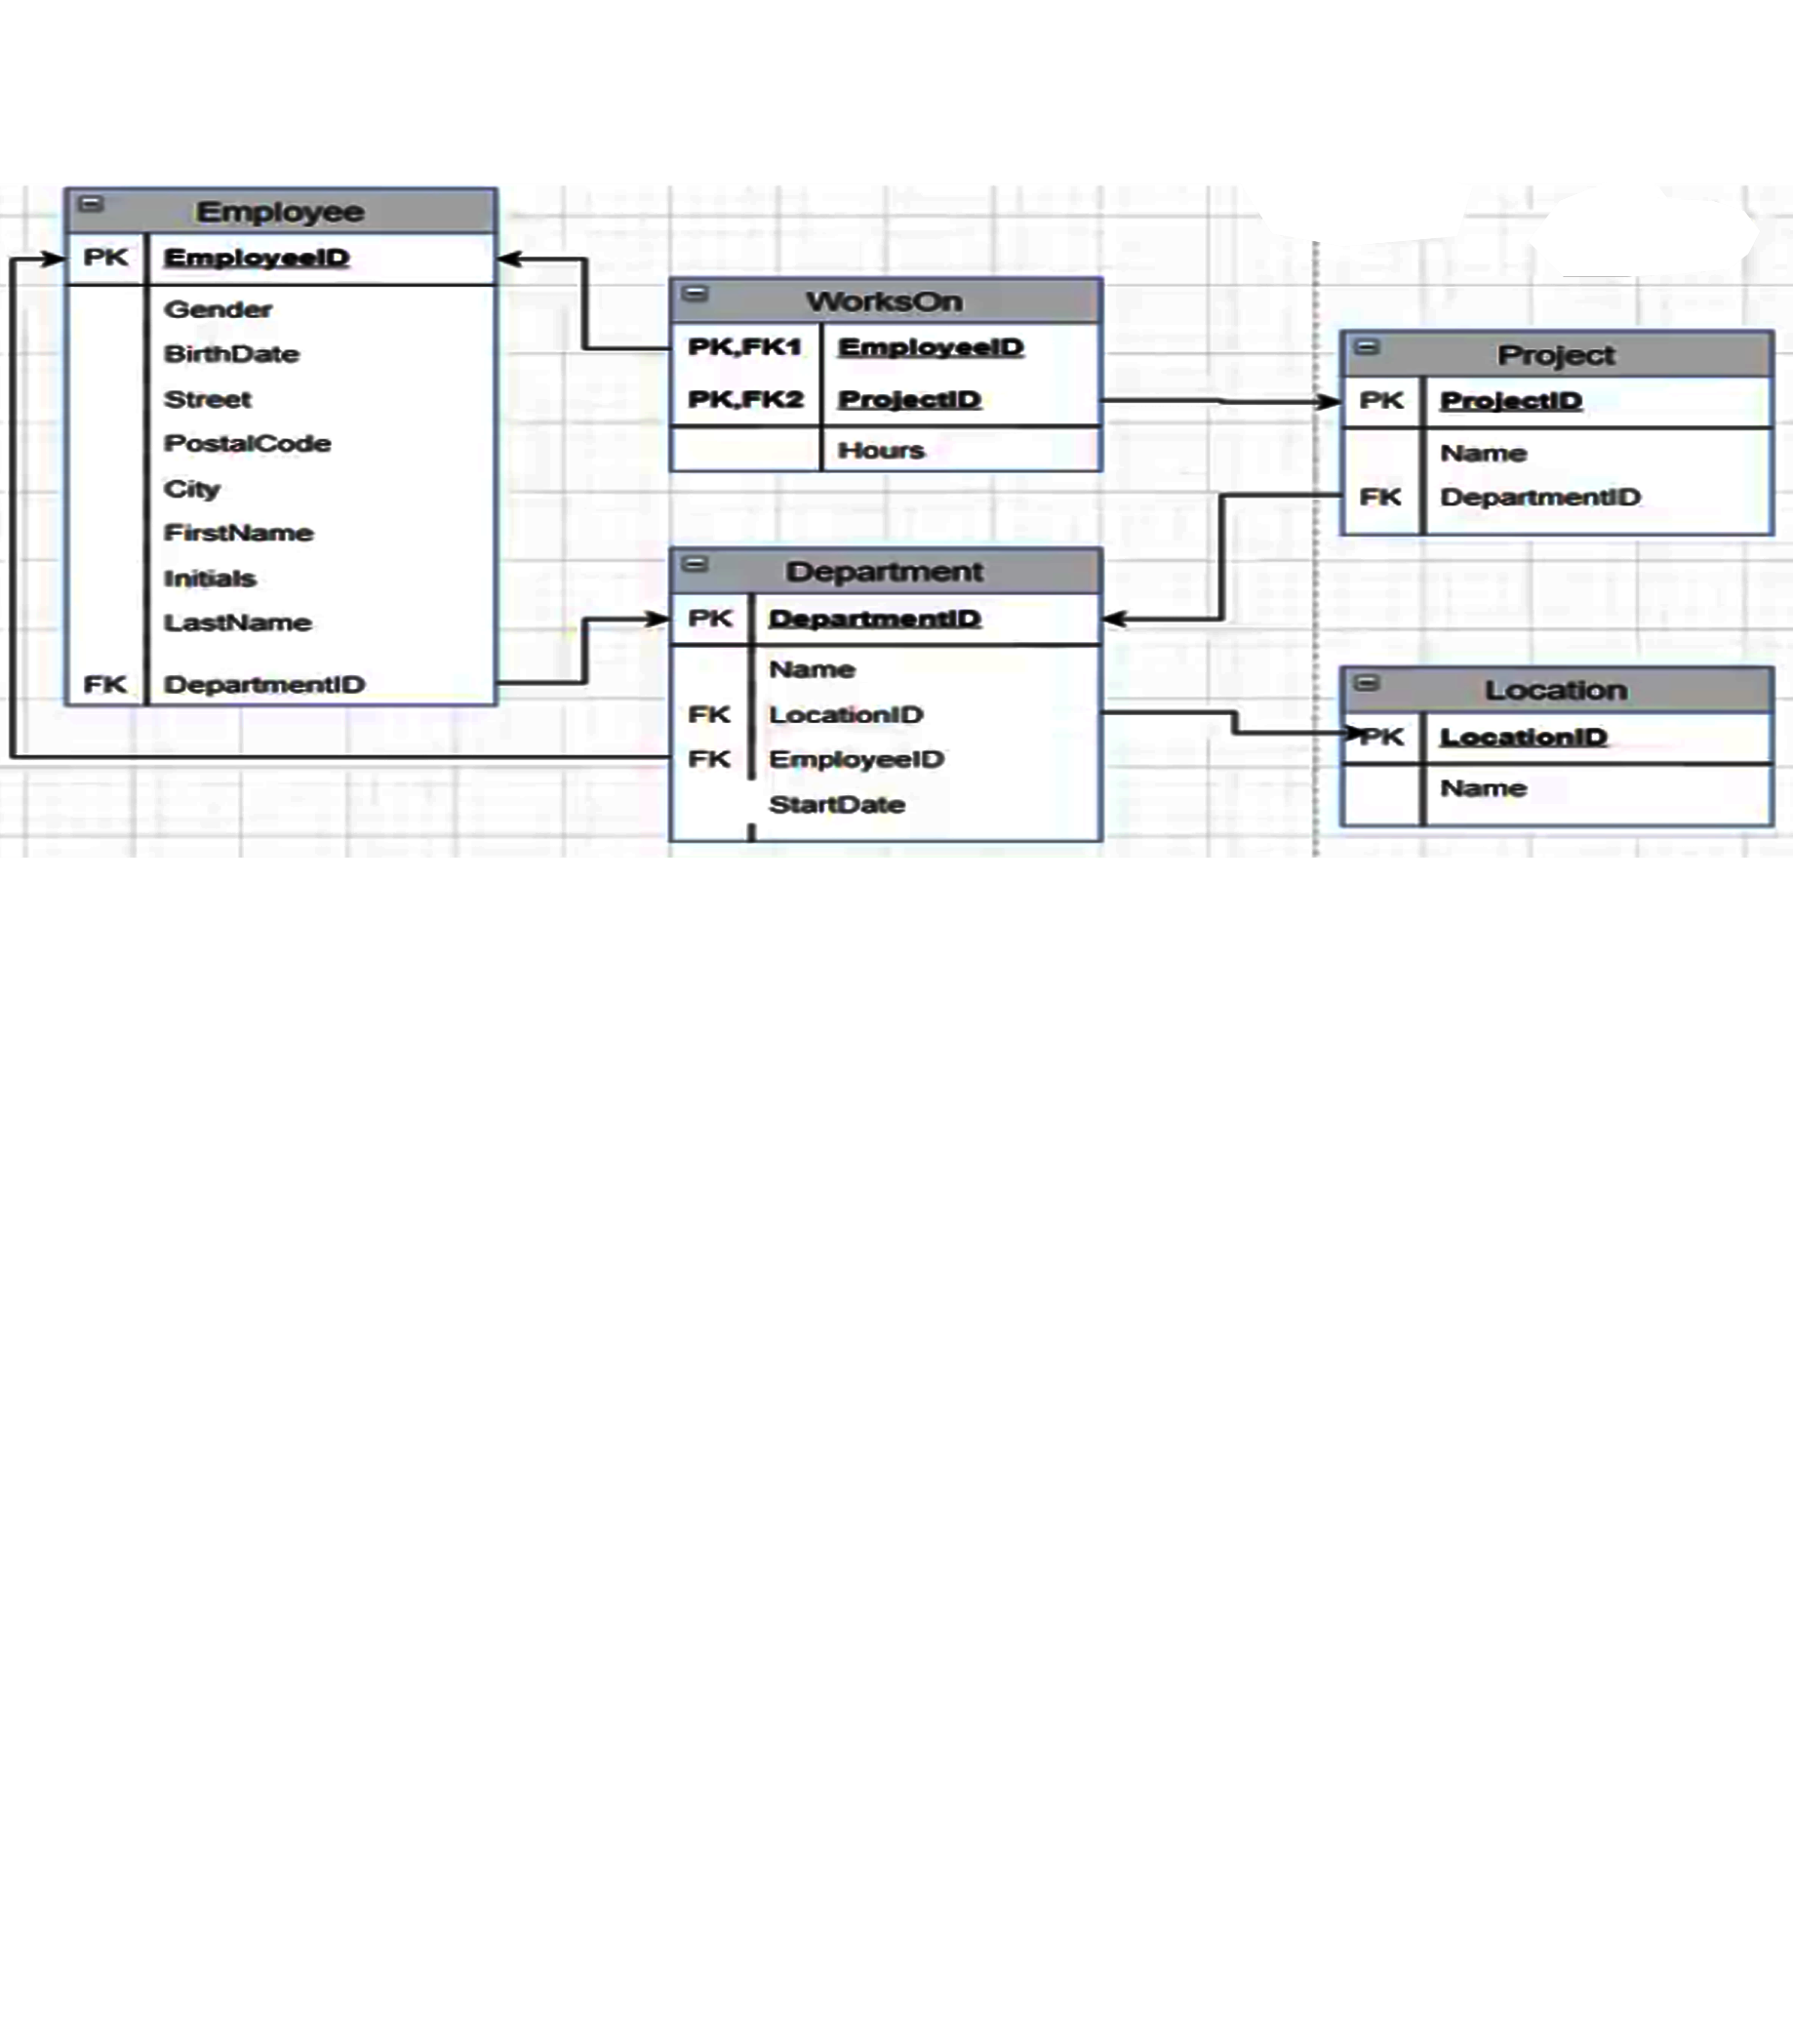 Employee
PK EmployeeID
Gender
BirthDate
Street
PostalCode
City
FirstName
Initials
LastName
FK DepartmentID
WorksOn
PK,FK1 EmployeeID
PK,FK2 ProjectID
Hours
Department
PK DepartmentID
Name
FK LocationID
FK EmployeeID
StartDate
Project
PK ProjectID
Name
FK DepartmentID
Location
PK LocationID
Name